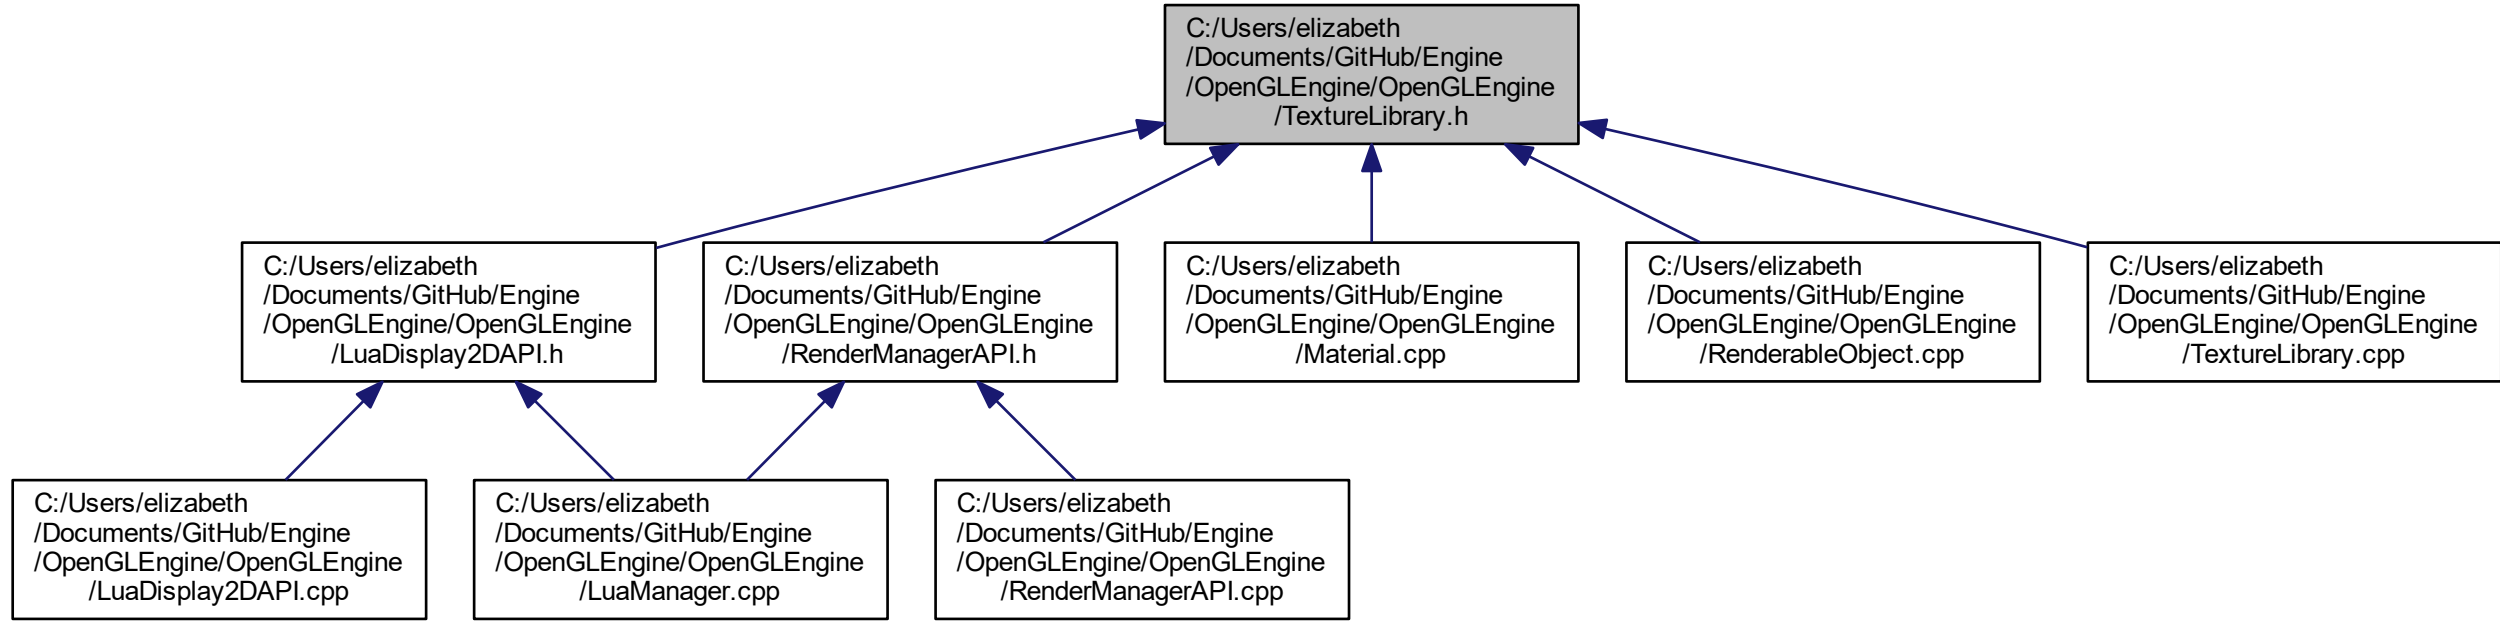 C:/Users/elizabeth
/Documents/GitHub/Engine
/OpenGLEngine/OpenGLEngine
/TextureLibrary.h
C:/Users/elizabeth
/Documents/GitHub/Engine
/OpenGLEngine/OpenGLEngine
/LuaDisplay2DAPI.h
C:/Users/elizabeth
/Documents/GitHub/Engine
/OpenGLEngine/OpenGLEngine
/RenderManagerAPI.h
C:/Users/elizabeth
/Documents/GitHub/Engine
/OpenGLEngine/OpenGLEngine
/Material.cpp
C:/Users/elizabeth
/Documents/GitHub/Engine
/OpenGLEngine/OpenGLEngine
/RenderableObject.cpp
C:/Users/elizabeth
/Documents/GitHub/Engine
/OpenGLEngine/OpenGLEngine
/TextureLibrary.cpp
C:/Users/elizabeth
/Documents/GitHub/Engine
/OpenGLEngine/OpenGLEngine
/LuaDisplay2DAPI.cpp
C:/Users/elizabeth
/Documents/GitHub/Engine
/OpenGLEngine/OpenGLEngine
/LuaManager.cpp
C:/Users/elizabeth
/Documents/GitHub/Engine
/OpenGLEngine/OpenGLEngine
/RenderManagerAPI.cpp